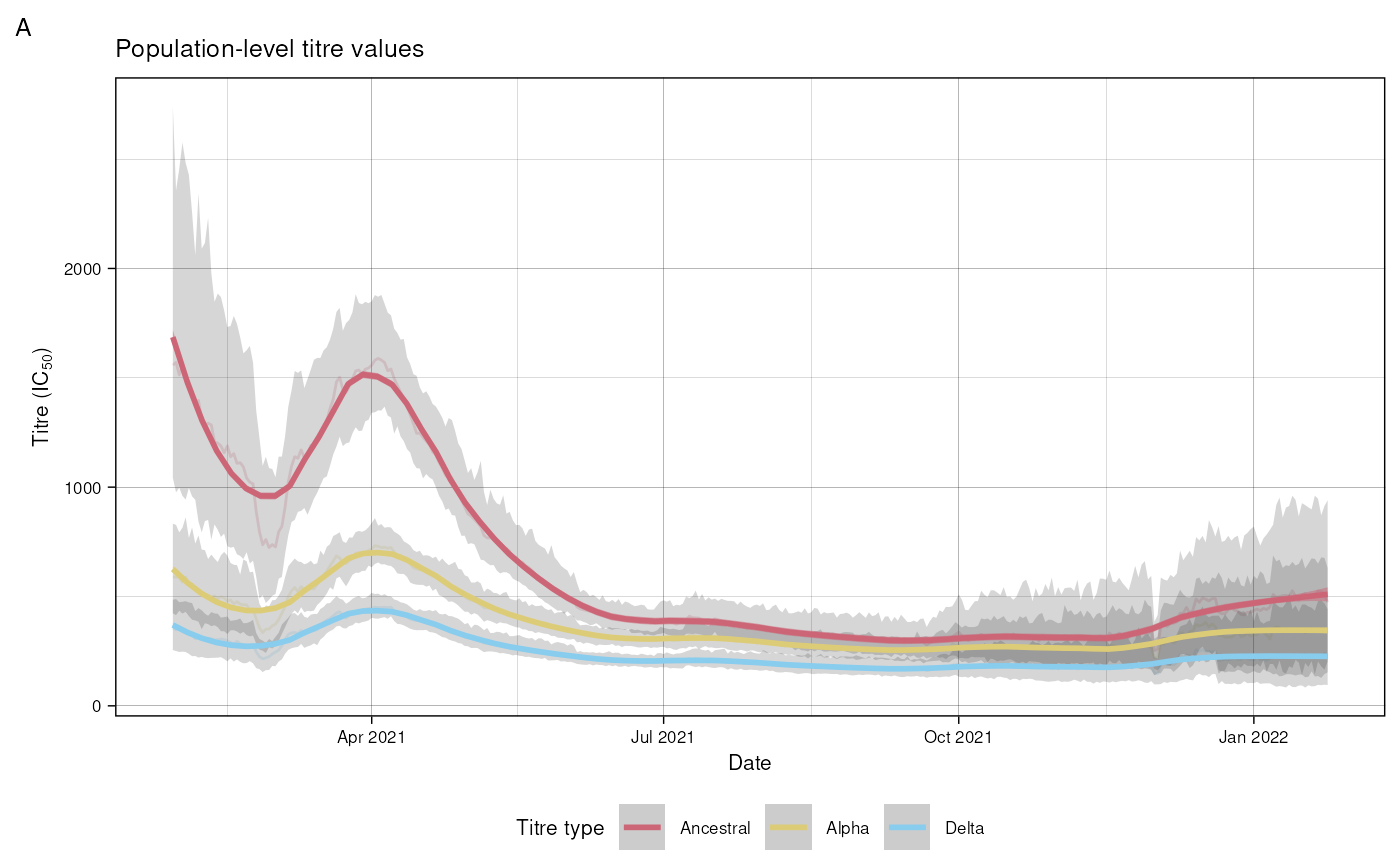 A
Population-level titre values
Titre (IC₅₀)
2000
1000
0
Apr 2021
Jul 2021
Oct 2021
Jan 2022
Date
Titre type
Ancestral
Alpha
Delta